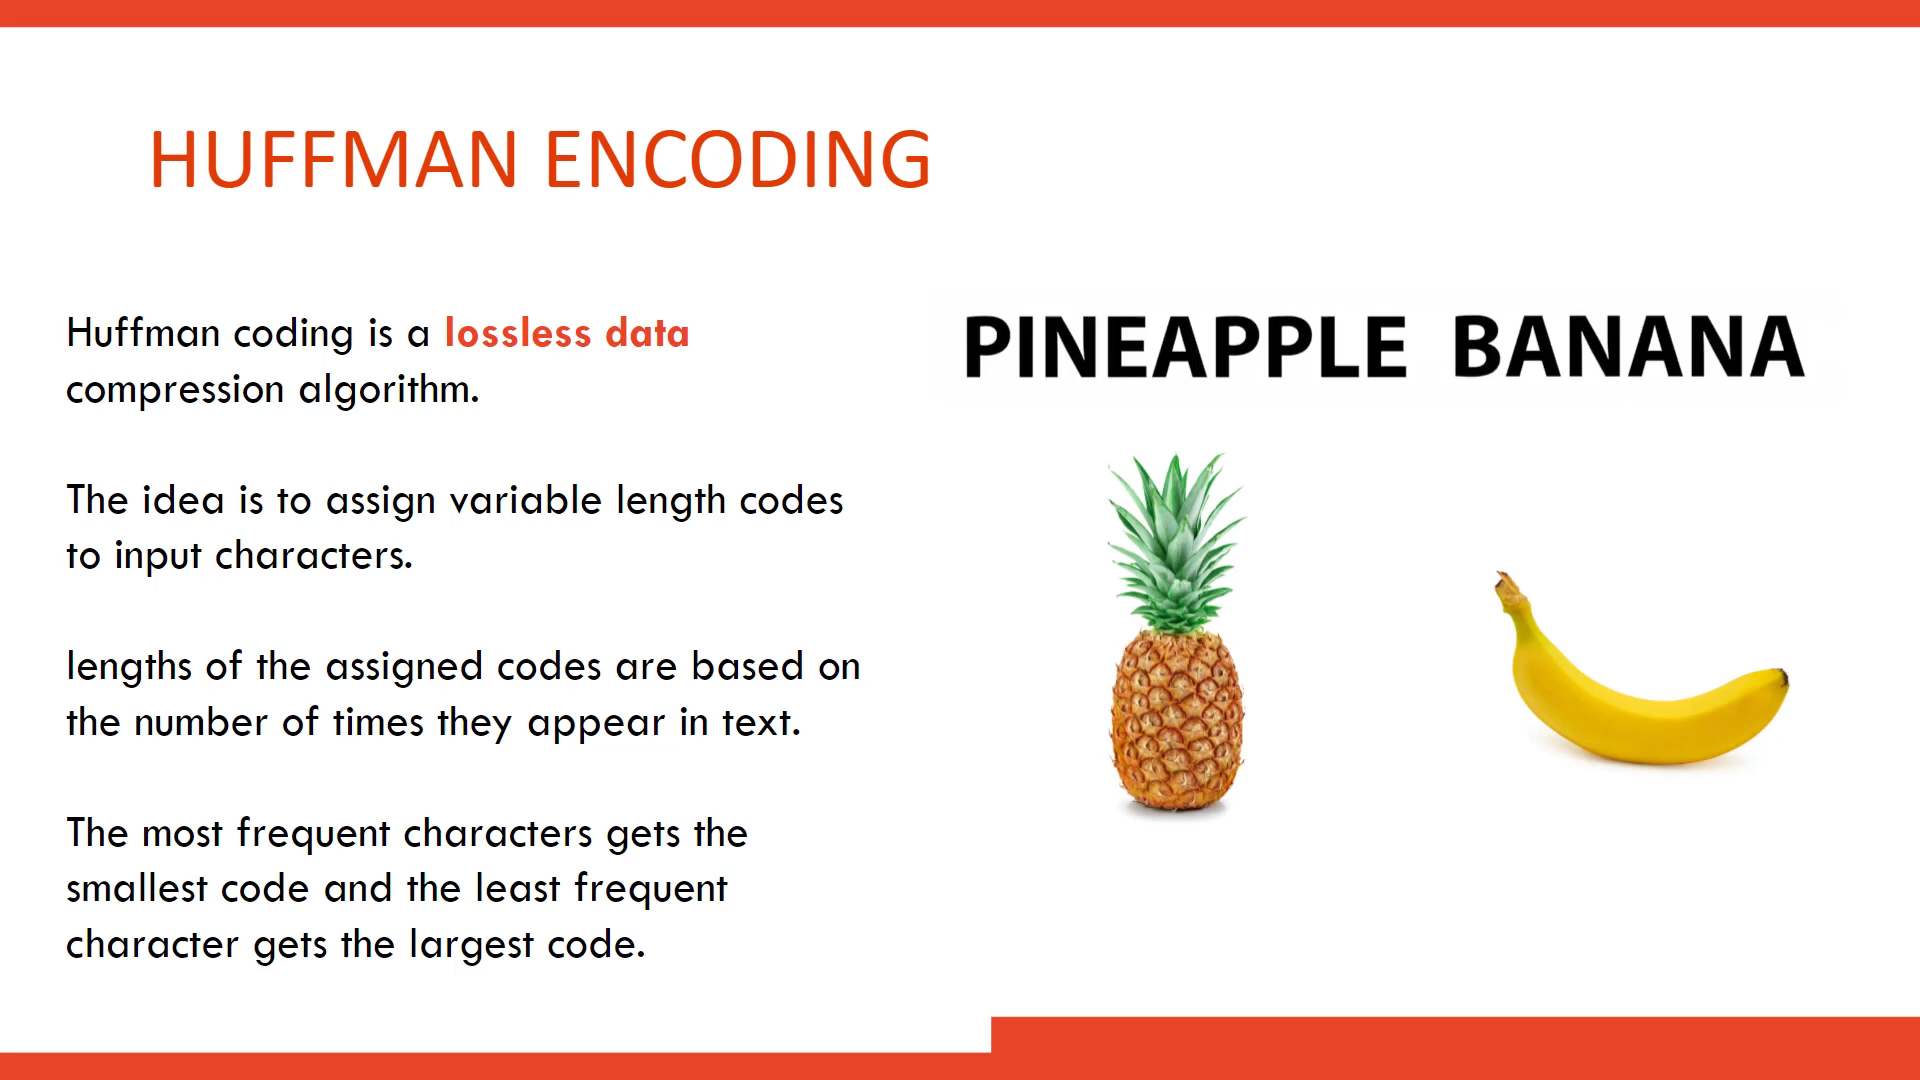 HUFFMAN ENCODING
Huffman coding is a lossless data
compression algorithm.
The idea is to assign variable length codes
to input characters.
lengths of the assigned codes are based on
the number of times they appear in text.
The most frequent characters gets the
smallest code and the least frequent
character gets the largest code.
PINEAPPLE BANANA